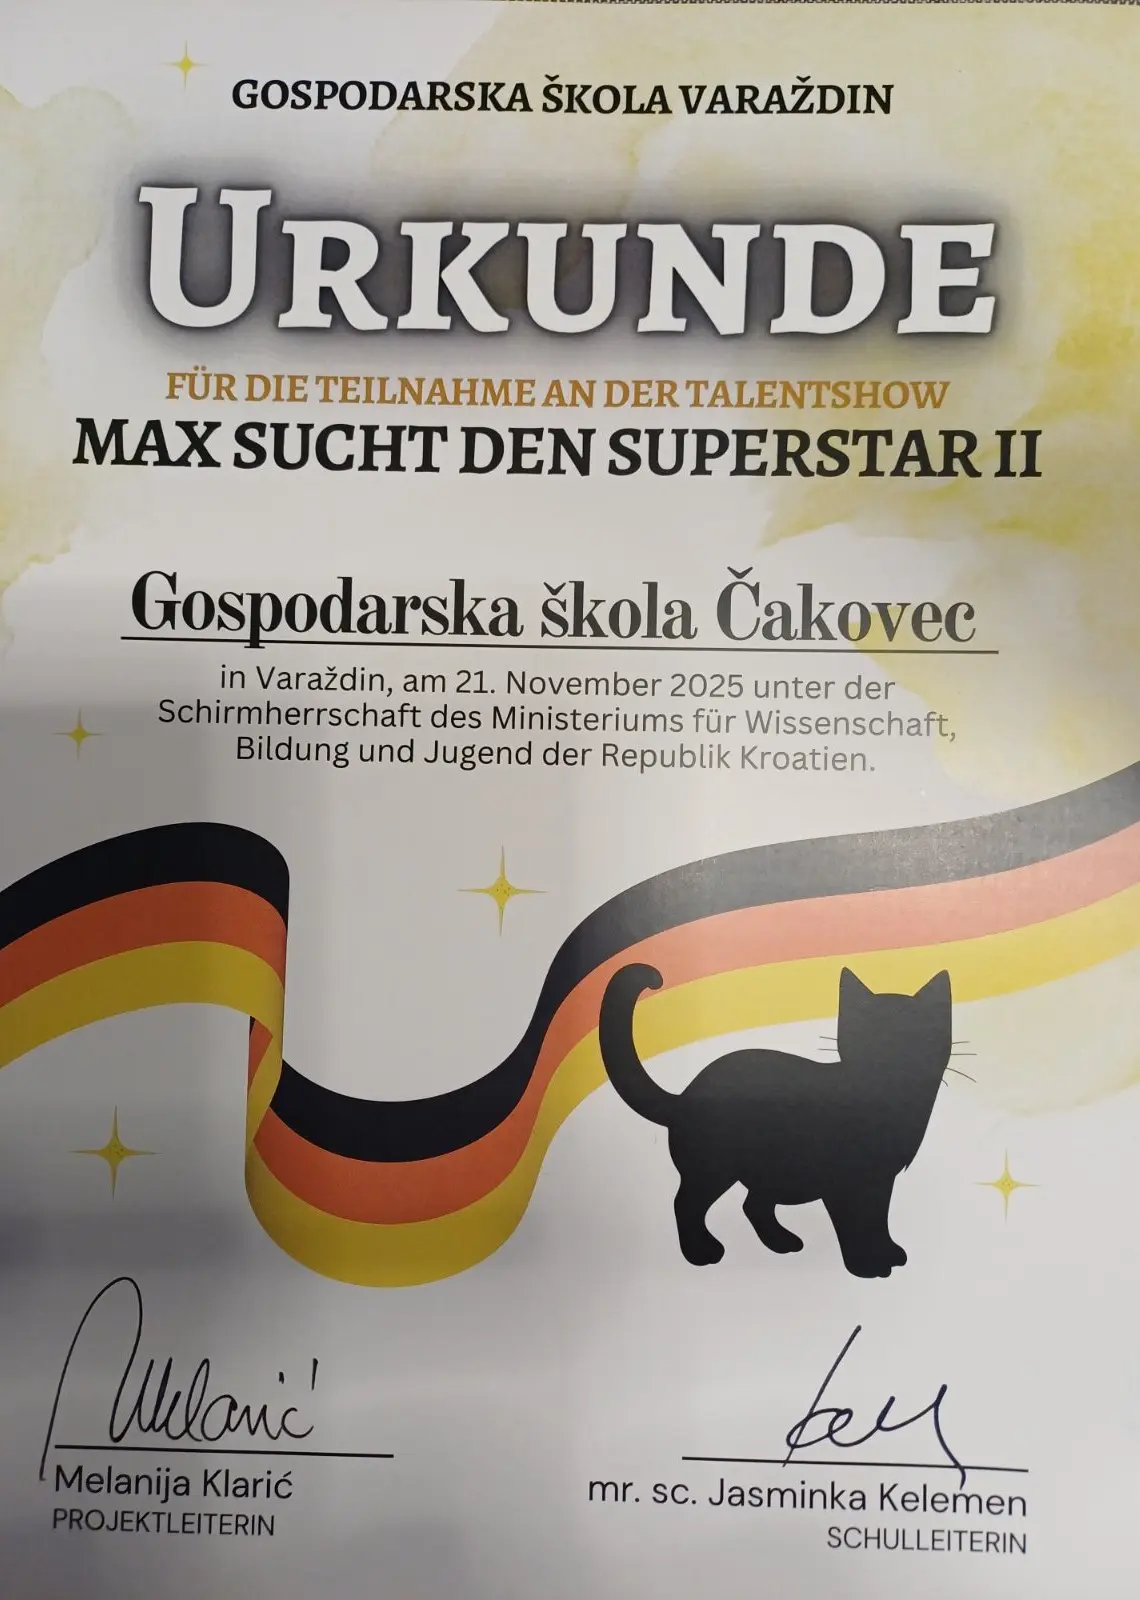 GOSPODARSKA ŠKOLA VARAŽDIN
URKUNDE
FÜR DIE TEILNAHME AN DER TALENTSHOW
MAX SUCHT DEN SUPERSTAR II
Gospodarska škola Čakovec
in Varaždin, am 21. November 2025 unter der
Schirmherrschaft des Ministeriums für Wissenschaft,
Bildung und Jugend der Republik Kroatien.
Melanija Klarić
PROJEKTLEITERIN
mr. sc. Jasminka Kelemen
SCHULLEITERIN